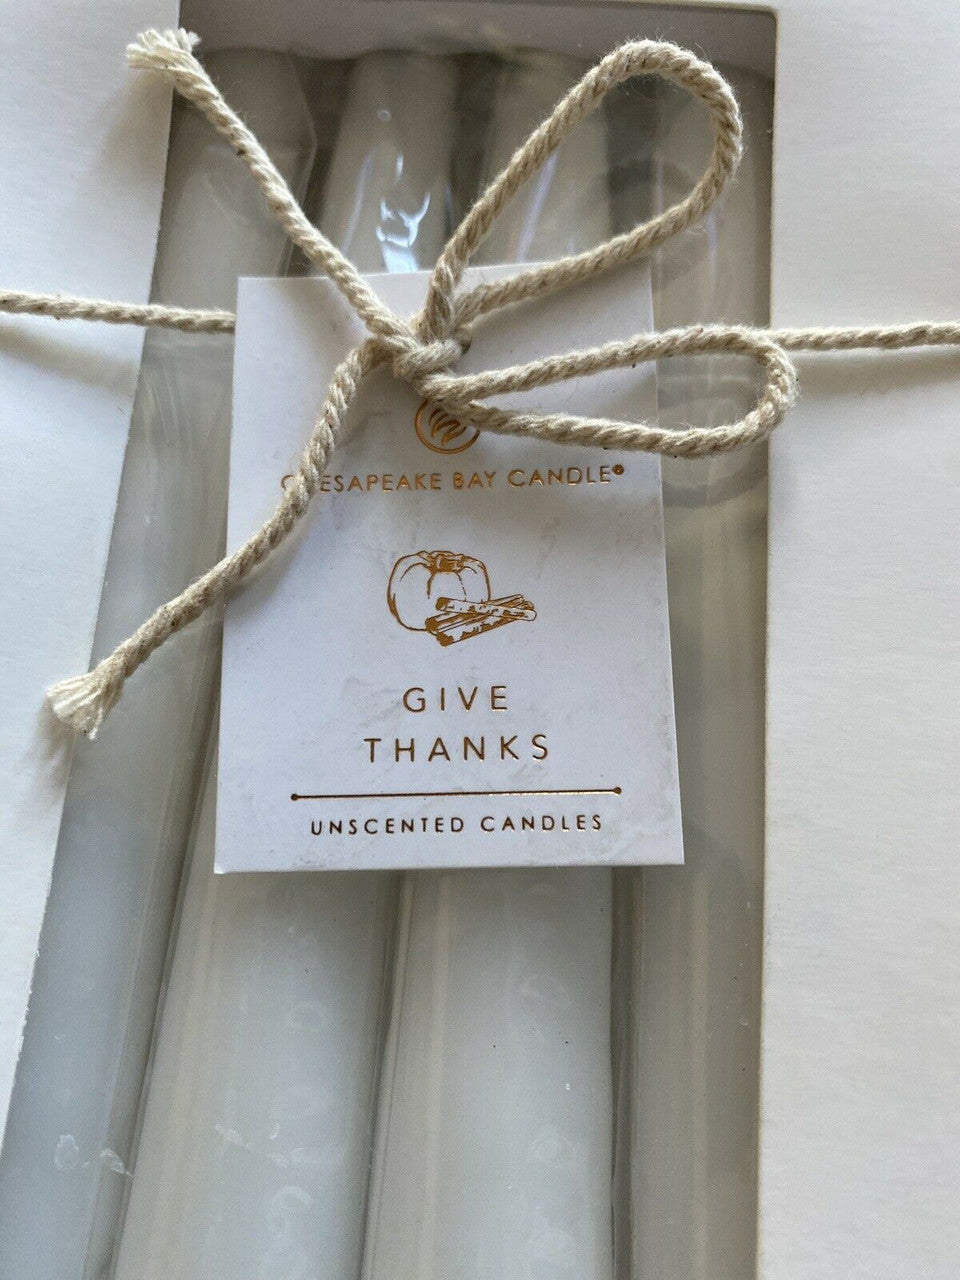 CHESAPEAKE BAY CANDLE®
GIVE
THANKS
UNSCENTED CANDLES